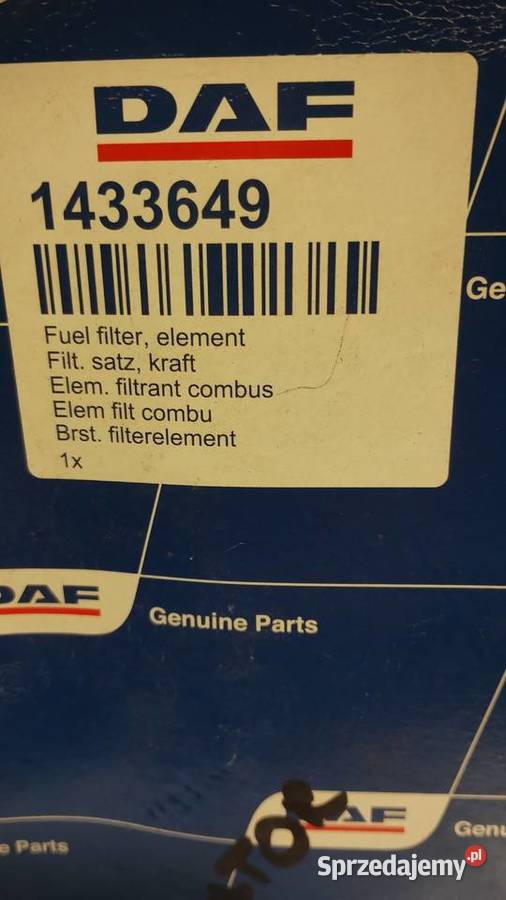 DAF
1433649
Ge
Fuel filter, element
Filt. satz, kraft
Elem. filtrant combus
Elem filt combu
Brst. filterelement
1x
DAF
Genuine Parts
DAF
Genu
e Parts
Sprzedajemy.pl